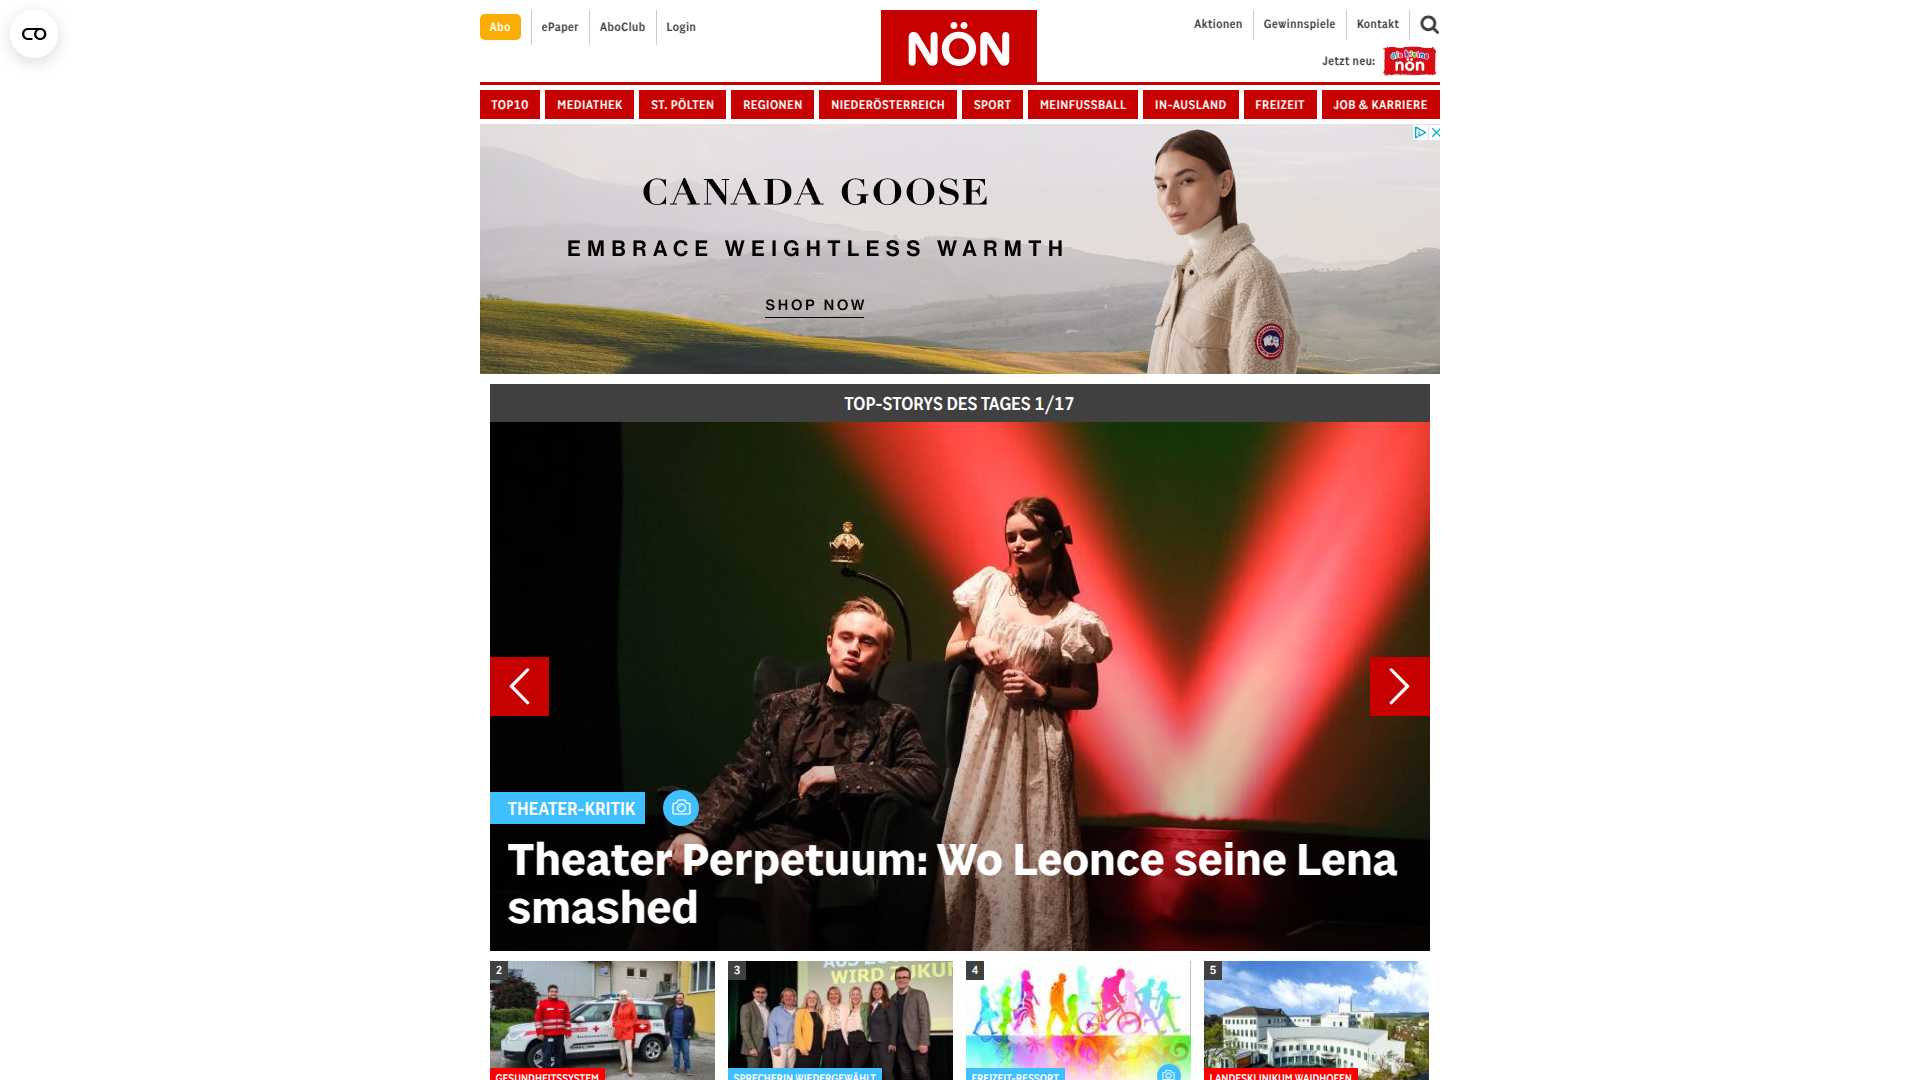 Abo
ePaper
AboClub
Login
NÖN
Aktionen
Gewinnspiele
Kontakt
Jetzt neu:
die kleine
nön
TOP10
MEDIATHEK
ST. PÖLTEN
REGIONEN
NIEDERÖSTERREICH
SPORT
MEINFUSSBALL
IN-AUSLAND
FREIZEIT
JOB & KARRIERE
CANADA GOOSE
EMBRACE WEIGHTLESS WARMTH
SHOP NOW
TOP-STORYS DES TAGES 1/17
THEATER-KRITIK
Theater Perpetuum: Wo Leonce seine Lena
smashed
2
3
WIRD ZUKUN
4
5
GESUNDHEITSSYSTEM
SPRECHERIN WIEDERGEWÄHLT
FREIZEIT-RESSORT
LANDESKLINIKUM WAIDHOFEN